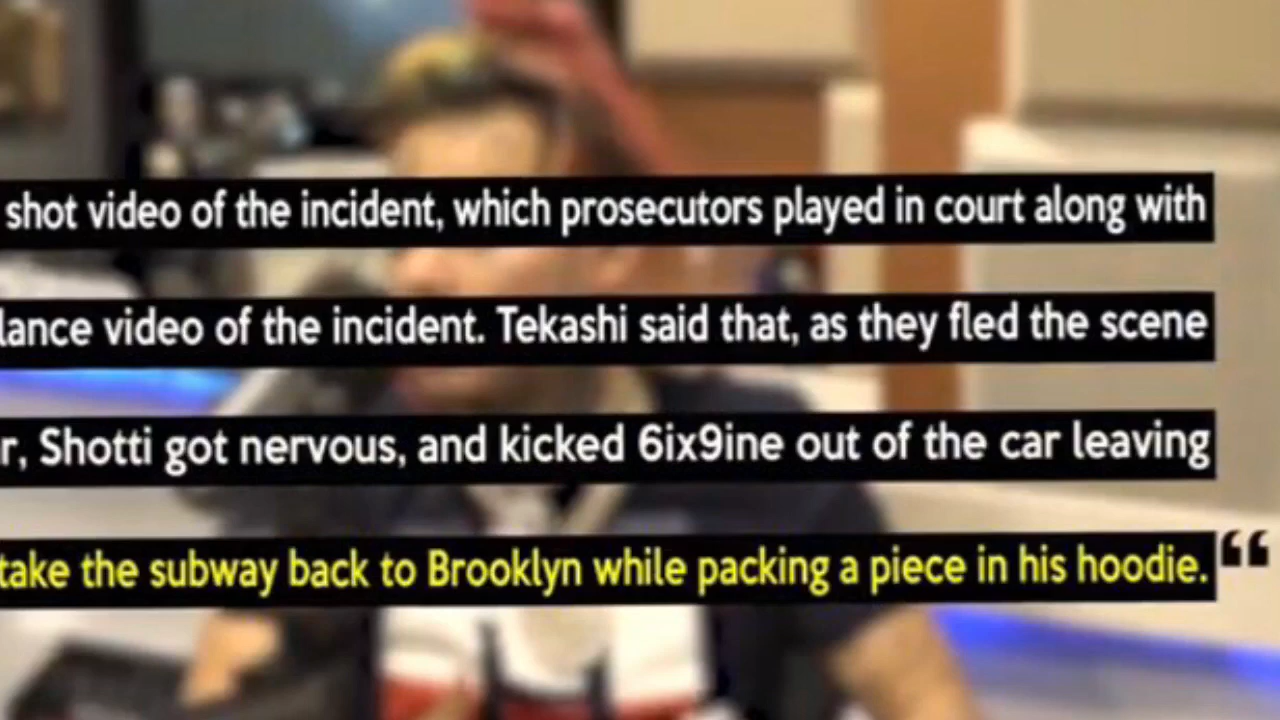 shot video of the incident, which prosecutors played in court along with
lance video of the incident. Tekashi said that, as they fled the scene
r, Shotti got nervous, and kicked 6ix9ine out of the car leaving
take the subway back to Brooklyn while packing a piece in his hoodie. “